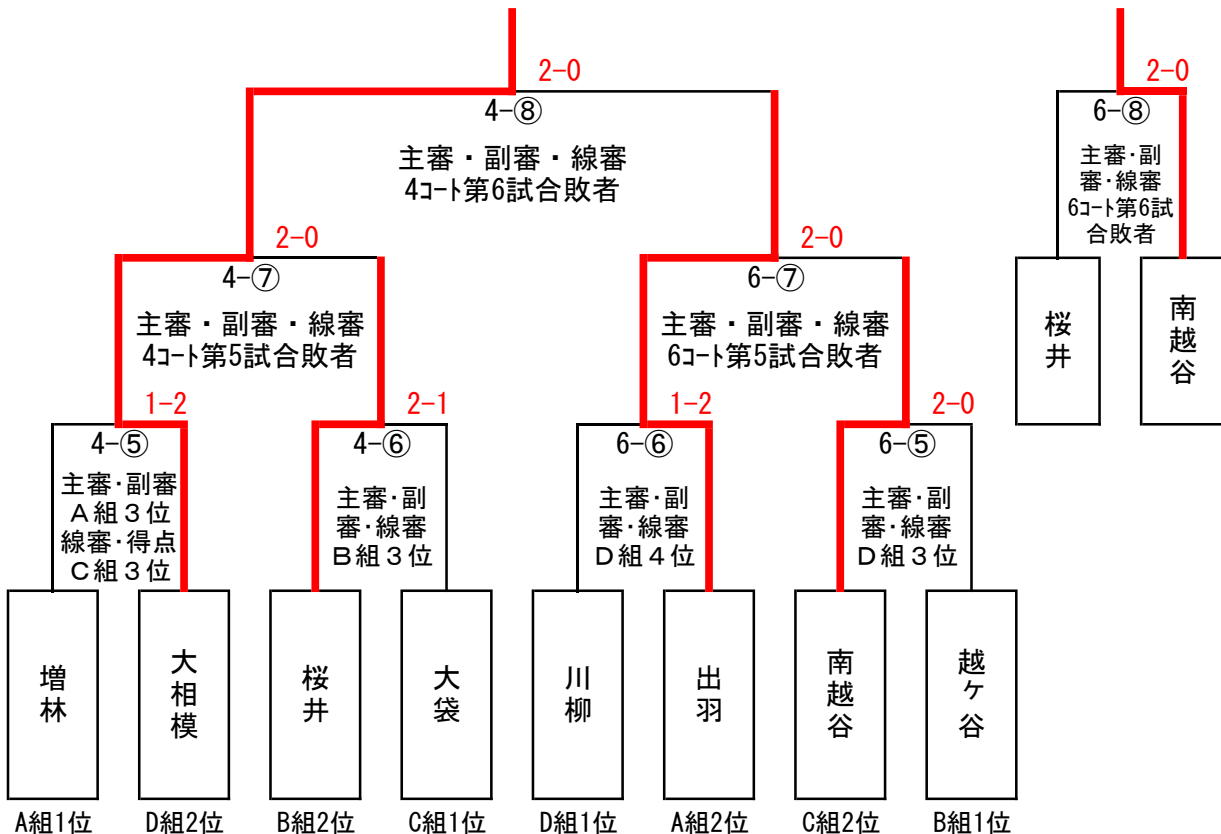 2-0
4-⑧
主審・副審・線審
4ｺｰﾄ第6試合敗者
2-0
6-⑧
主審･副
審･線審
6ｺｰﾄ第6試
合敗者
桜井
南越谷
2-0
4-⑦
主審・副審・線審
4ｺｰﾄ第5試合敗者
2-0
6-⑦
主審・副審・線審
6ｺｰﾄ第5試合敗者
1-2
4-⑤
主審･副審
Ａ組３位
線審･得点
Ｃ組３位
2-1
4-⑥
主審･副
審･線審
Ｂ組３位
1-2
6-⑥
主審･副
審･線審
Ｄ組４位
2-0
6-⑤
主審･副
審･線審
Ｄ組３位
増林
大相模
桜井
大袋
川柳
出羽
南越谷
越ケ谷
A組1位
D組2位
B組2位
C組1位
D組1位
A組2位
C組2位
B組1位